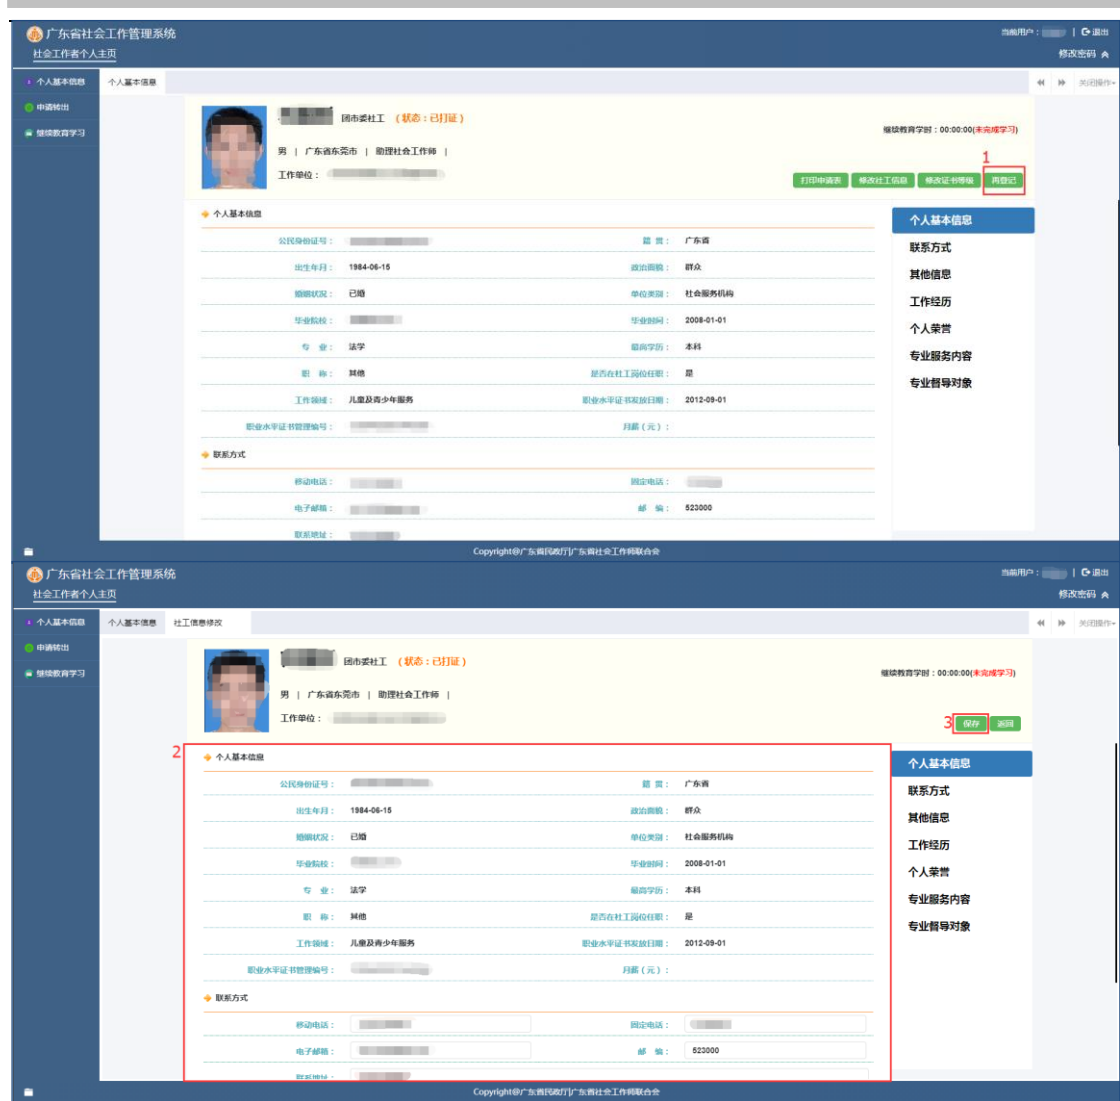 广东省社会工作管理系统
当前用户： | 退出
社会工作者个人主页
修改密码
个人基本信息
个人基本信息
关闭操作
申请转出
继续教育学习
团市委社工 （状态：已打证）
继续教育学时：00:00:00(未完成学习)
男 | 广东省东莞市 | 助理社会工作师 |
1
工作单位：
打印申请表 修改社工信息 修改证书等级 再登记
个人基本信息
个人基本信息
公民身份证号： 籍 贯： 广东省
联系方式
出生年月： 1984-06-15 政治面貌： 群众
其他信息
婚姻状况： 已婚 单位类别： 社会服务机构
工作经历
毕业院校： 毕业时间： 2008-01-01
个人荣誉
专 业： 法学 最高学历： 本科
专业服务内容
职 称： 其他 是否在社工岗位任职： 是
专业督导对象
工作领域： 儿童及青少年服务 职业水平证书发放日期： 2012-09-01
职业水平证书管理编号： 月薪（元）：
联系方式
移动电话： 固定电话：
电子邮箱： 邮 编： 523000
联系地址：
Copyright@广东省民政厅|广东省社会工作师联合会
广东省社会工作管理系统
当前用户： | 退出
社会工作者个人主页
修改密码
个人基本信息
个人基本信息 社工信息修改
关闭操作
申请转出
继续教育学习
团市委社工 （状态：已打证）
继续教育学时：00:00:00(未完成学习)
男 | 广东省东莞市 | 助理社会工作师 |
工作单位：
3 保存 返回
2
个人基本信息
个人基本信息
公民身份证号： 籍 贯： 广东省
联系方式
出生年月： 1984-06-15 政治面貌： 群众
其他信息
婚姻状况： 已婚 单位类别： 社会服务机构
工作经历
毕业院校： 毕业时间： 2008-01-01
个人荣誉
专 业： 法学 最高学历： 本科
专业服务内容
职 称： 其他 是否在社工岗位任职： 是
专业督导对象
工作领域： 儿童及青少年服务 职业水平证书发放日期： 2012-09-01
职业水平证书管理编号： 月薪（元）：
联系方式
移动电话： 固定电话：
电子邮箱： 邮 编： 523000
联系地址：
Copyright@广东省民政厅|广东省社会工作师联合会